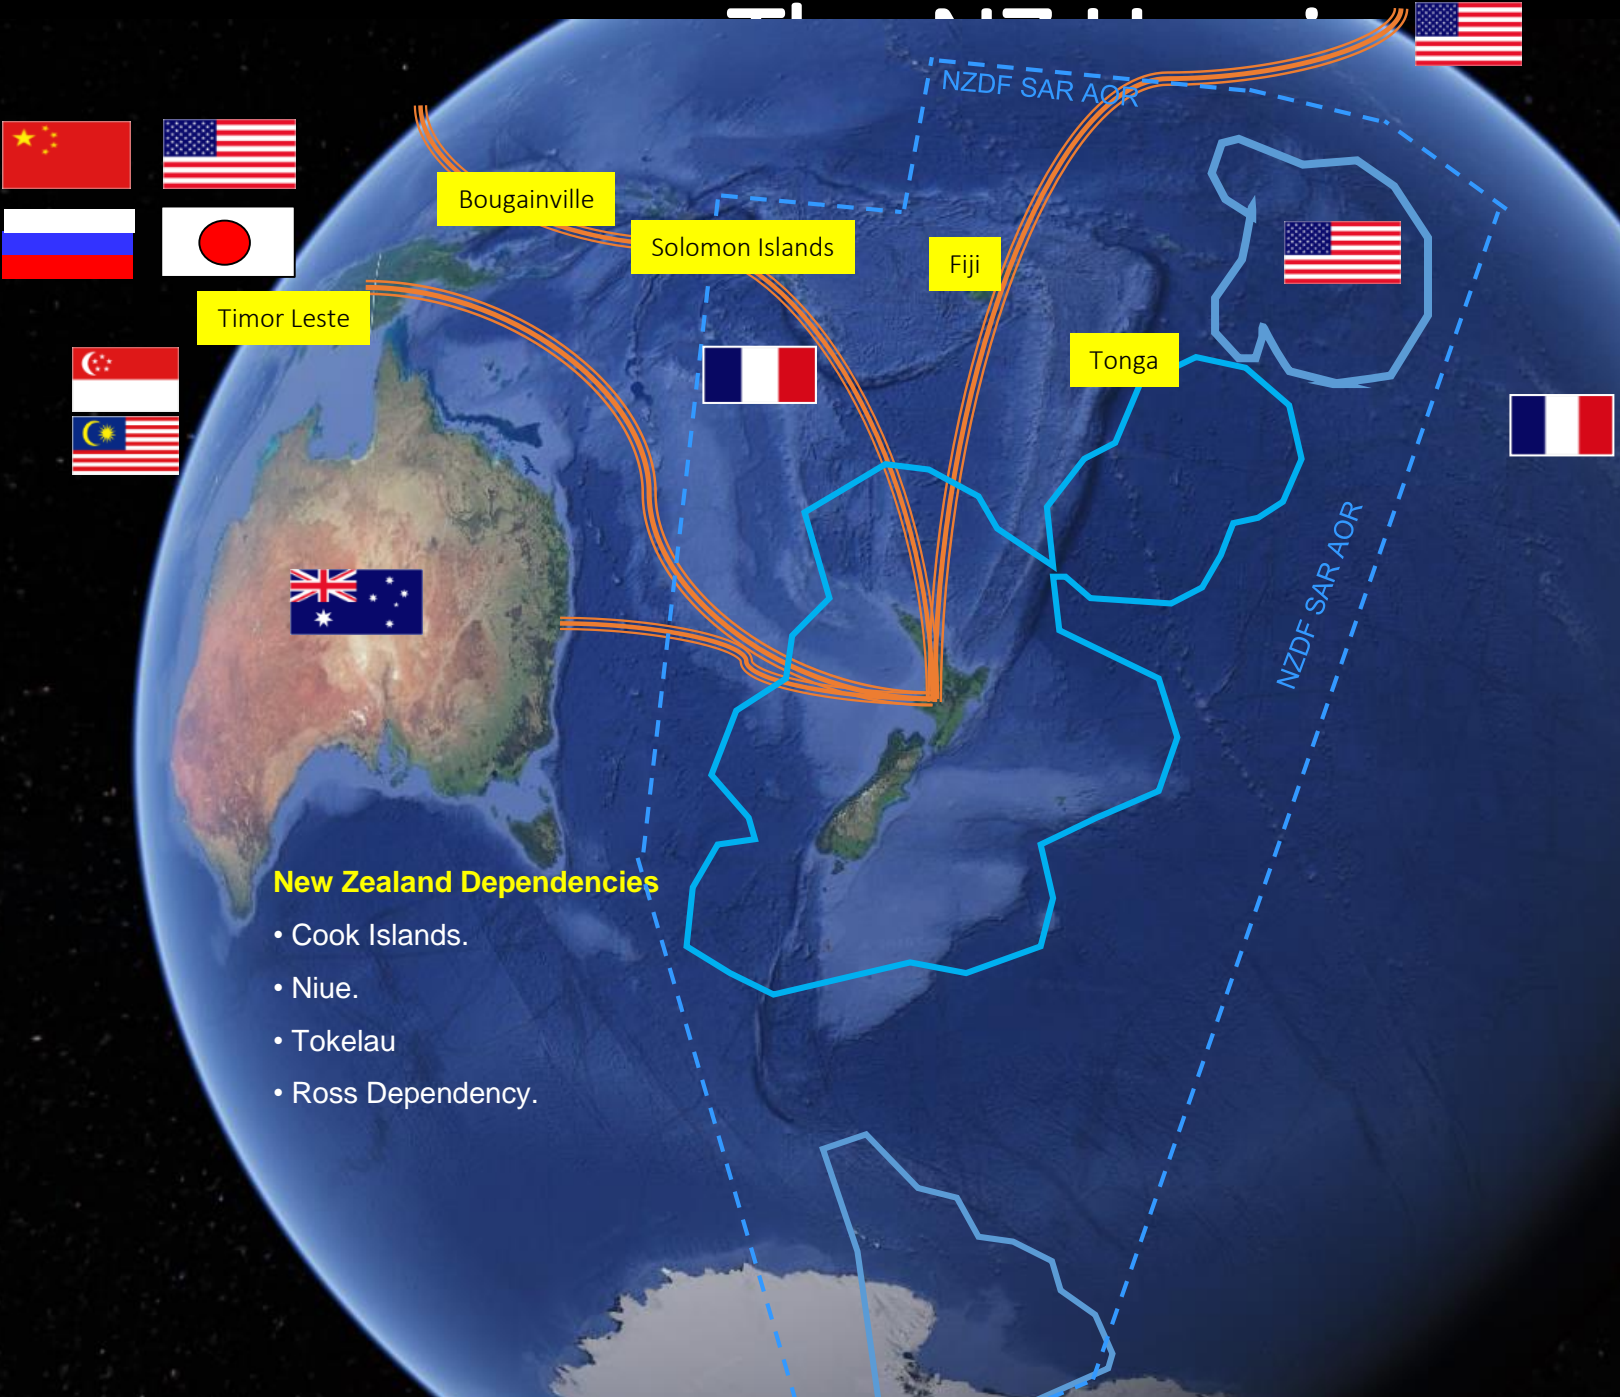 NZDF SAR AOR
Bougainville
Solomon Islands
Fiji
Timor Leste
Tonga
NZDF SAR AOR
New Zealand Dependencies
• Cook Islands.
• Niue.
• Tokelau
• Ross Dependency.